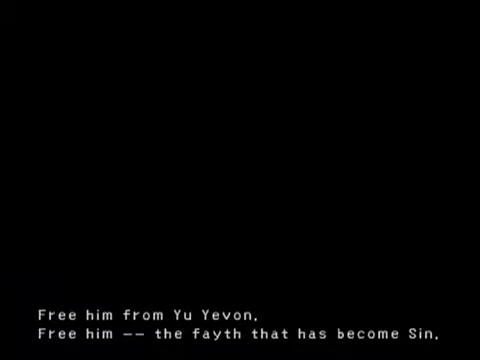 Free him from Yu Yevon.
Free him -- the fayth that has become Sin.